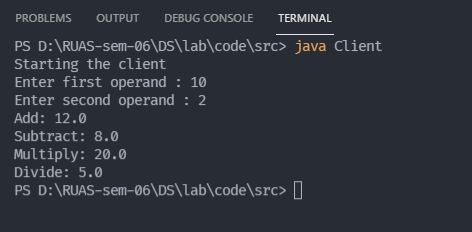 PROBLEMS OUTPUT DEBUG CONSOLE TERMINAL
PS D:\RUAS-sem-06\DS\lab\code\src> java Client
Starting the client
Enter first operand : 10
Enter second operand : 2
Add: 12.0
Subtract: 8.0
Multiply: 20.0
Divide: 5.0
PS D:\RUAS-sem-06\DS\lab\code\src>